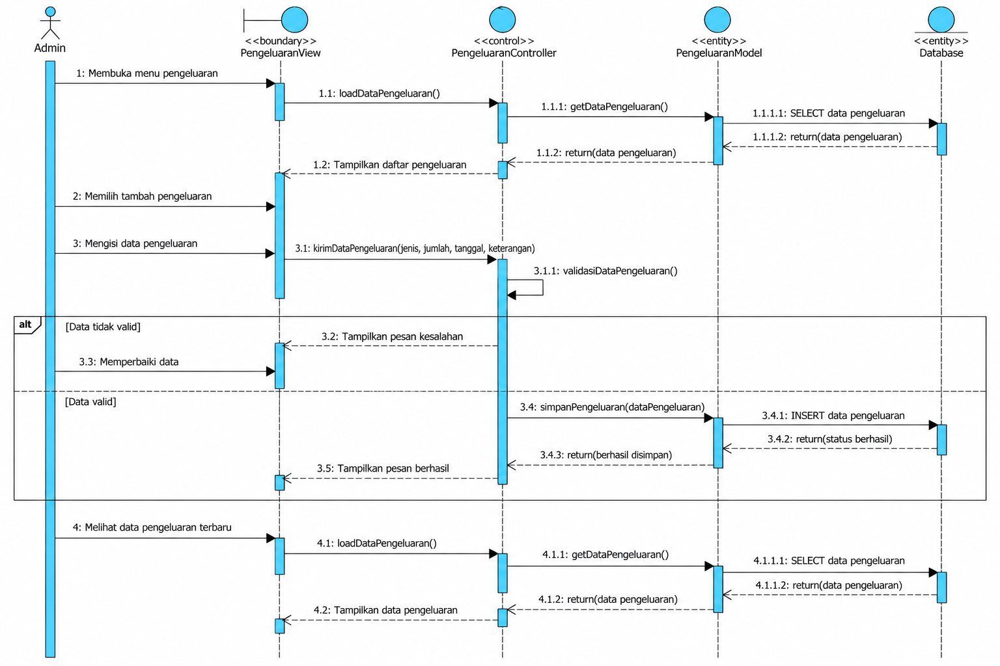 Admin
<<boundary>>
PengeluaranView
<<control>>
PengeluaranController
<<entity>>
PengeluaranModel
<<entity>>
Database
1: Membuka menu pengeluaran
1.1: loadDataPengeluaran()
1.1.1: getDataPengeluaran()
1.1.1.1: SELECT data pengeluaran
1.1.1.2: return(data pengeluaran)
1.1.2: return(data pengeluaran)
1.2: Tampilkan daftar pengeluaran
2: Memilih tambah pengeluaran
3: Mengisi data pengeluaran
3.1: kirimDataPengeluaran(jenis, jumlah, tanggal, keterangan)
3.1.1: validasiDataPengeluaran()
alt
[Data tidak valid]
3.2: Tampilkan pesan kesalahan
3.3: Memperbaiki data
[Data valid]
3.4: simpanPengeluaran(dataPengeluaran)
3.4.1: INSERT data pengeluaran
3.4.2: return(status berhasil)
3.4.3: return(berhasil disimpan)
3.5: Tampilkan pesan berhasil
4: Melihat data pengeluaran terbaru
4.1: loadDataPengeluaran()
4.1.1: getDataPengeluaran()
4.1.1.1: SELECT data pengeluaran
4.1.1.2: return(data pengeluaran)
4.1.2: return(data pengeluaran)
4.2: Tampilkan data pengeluaran